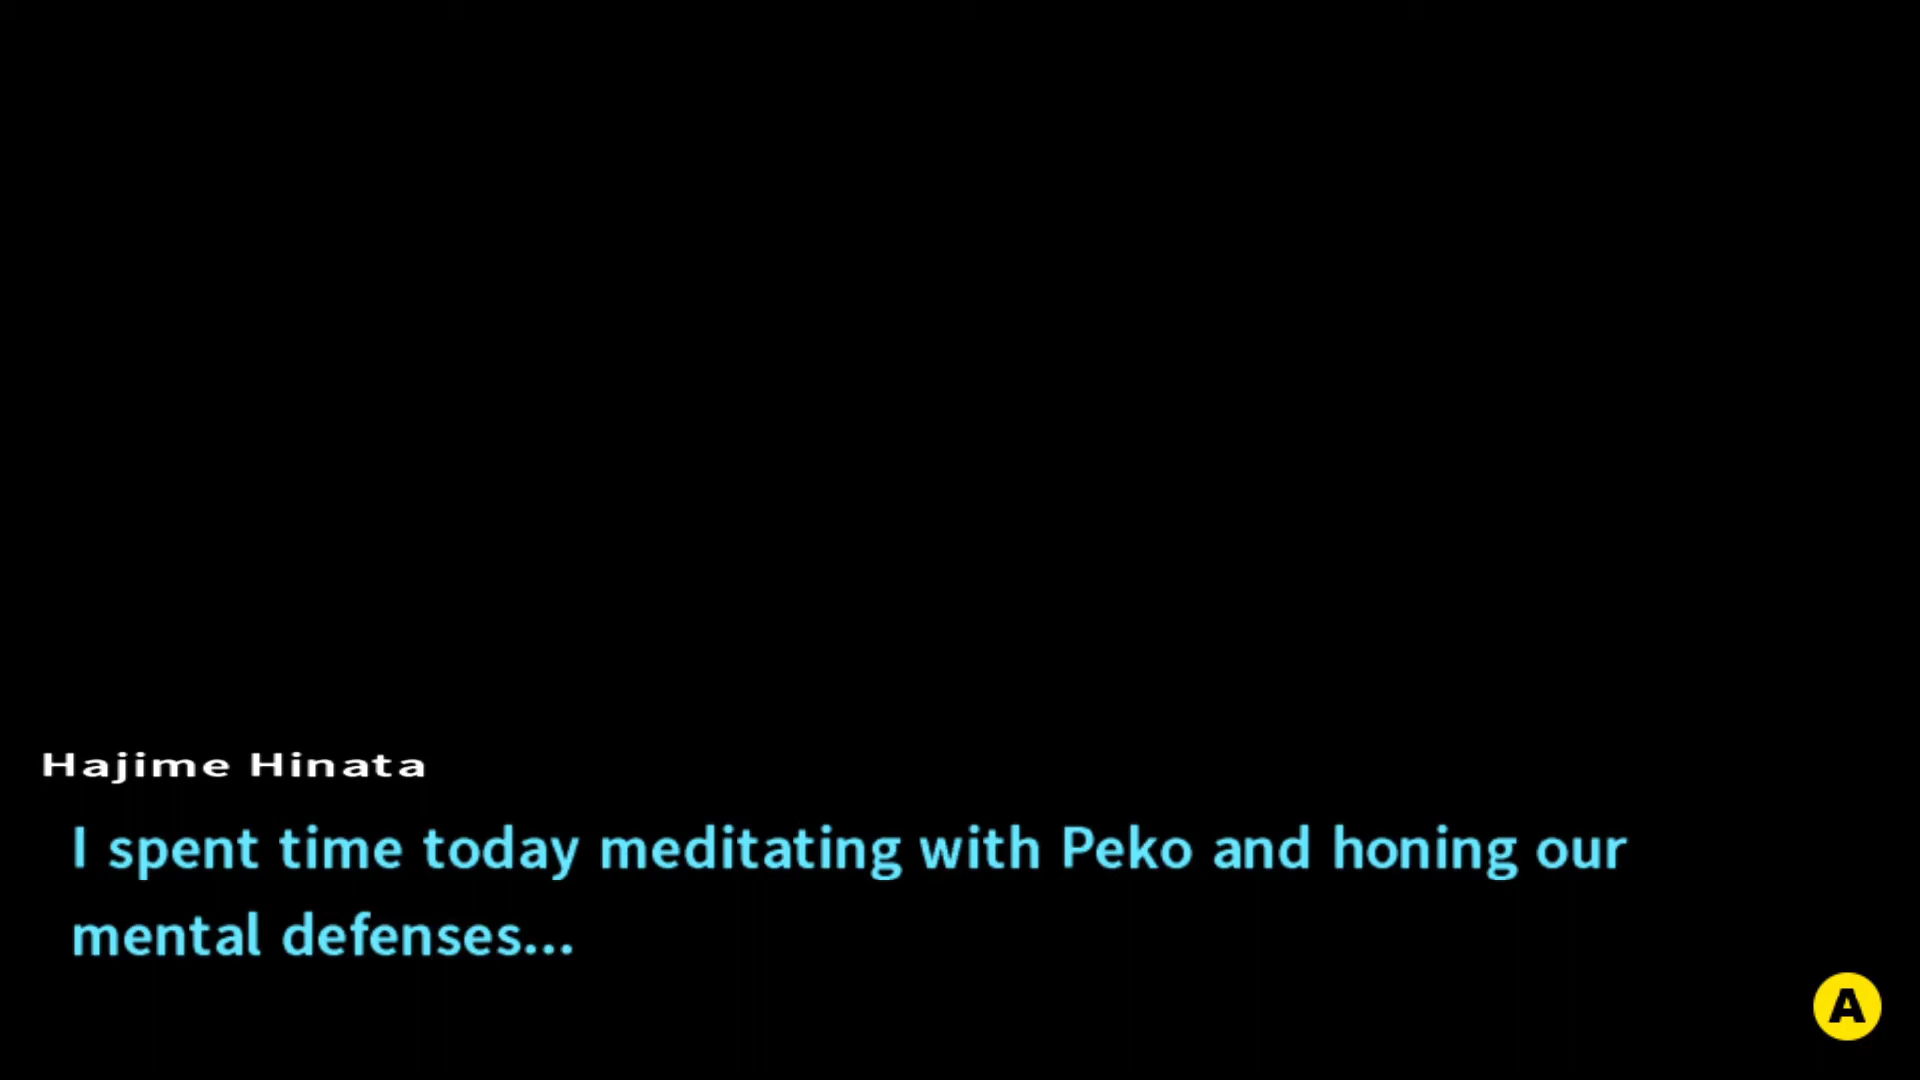 Hajime Hinata
I spent time today meditating with Peko and honing our
mental defenses...
A